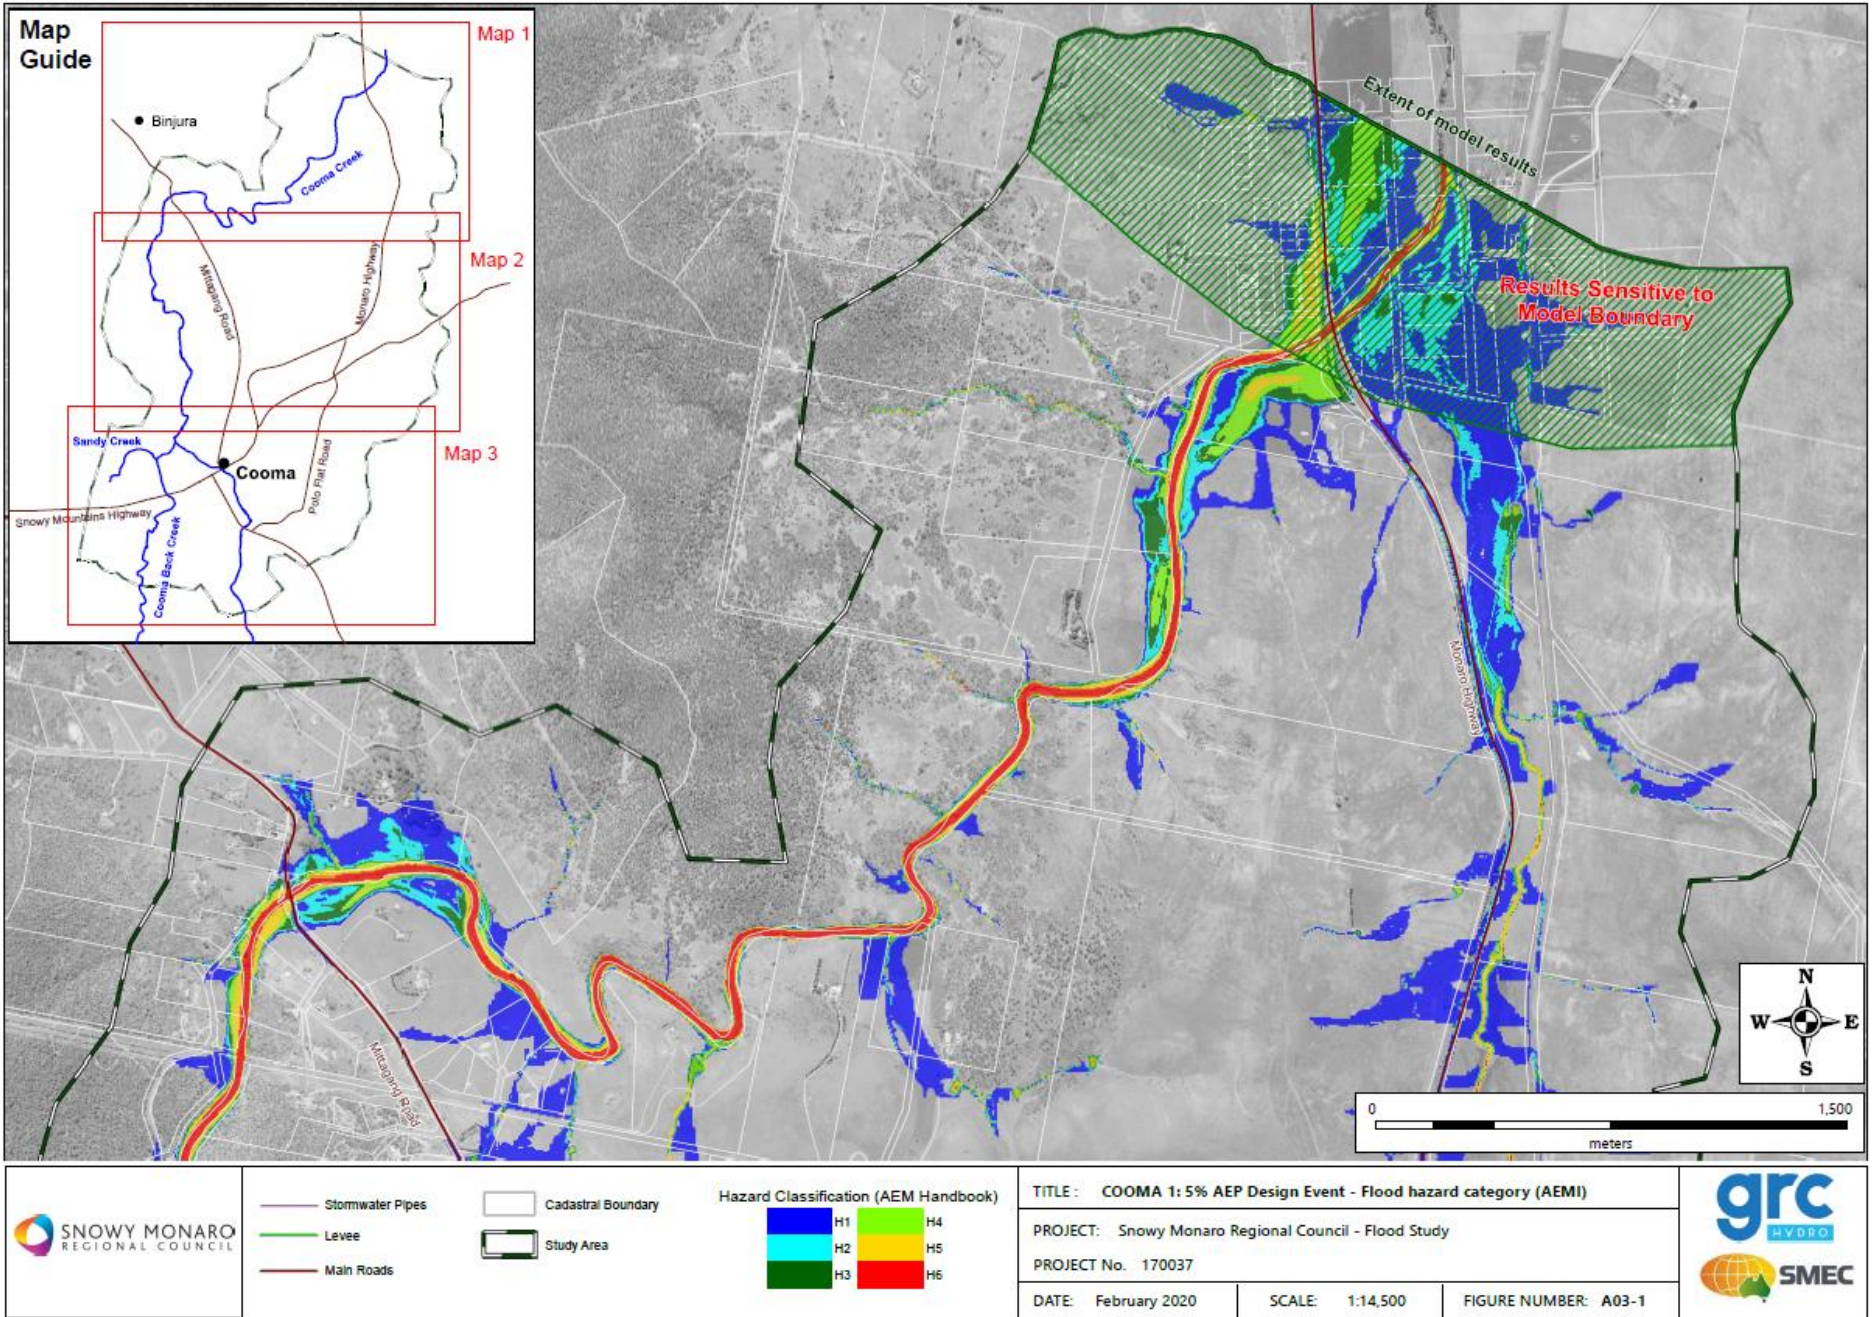 Map
Guide
Map 1
Binjura
Cooma Creek
Map 2
Mittagang Road
Monaro Highway
Map 3
Sandy Creek
Cooma
Polo Flat Road
Snowy Mountains Highway
Cooma Back Creek
Extent of model results
Results Sensitive to
Model Boundary
Monaro Highway
Mittagang Road
N
W E
S
0 1,500
meters
SNOWY MONARO
REGIONAL COUNCIL
Stormwater Pipes
Levee
Main Roads
Cadastral Boundary
Study Area
Hazard Classification (AEM Handbook)
H1 H4
H2 H5
H3 H6
TITLE : COOMA 1: 5% AEP Design Event - Flood hazard category (AEMI)
PROJECT: Snowy Monaro Regional Council - Flood Study
PROJECT No. 170037
DATE: February 2020 SCALE: 1:14,500 FIGURE NUMBER: A03-1
grc
HYDRO
SMEC